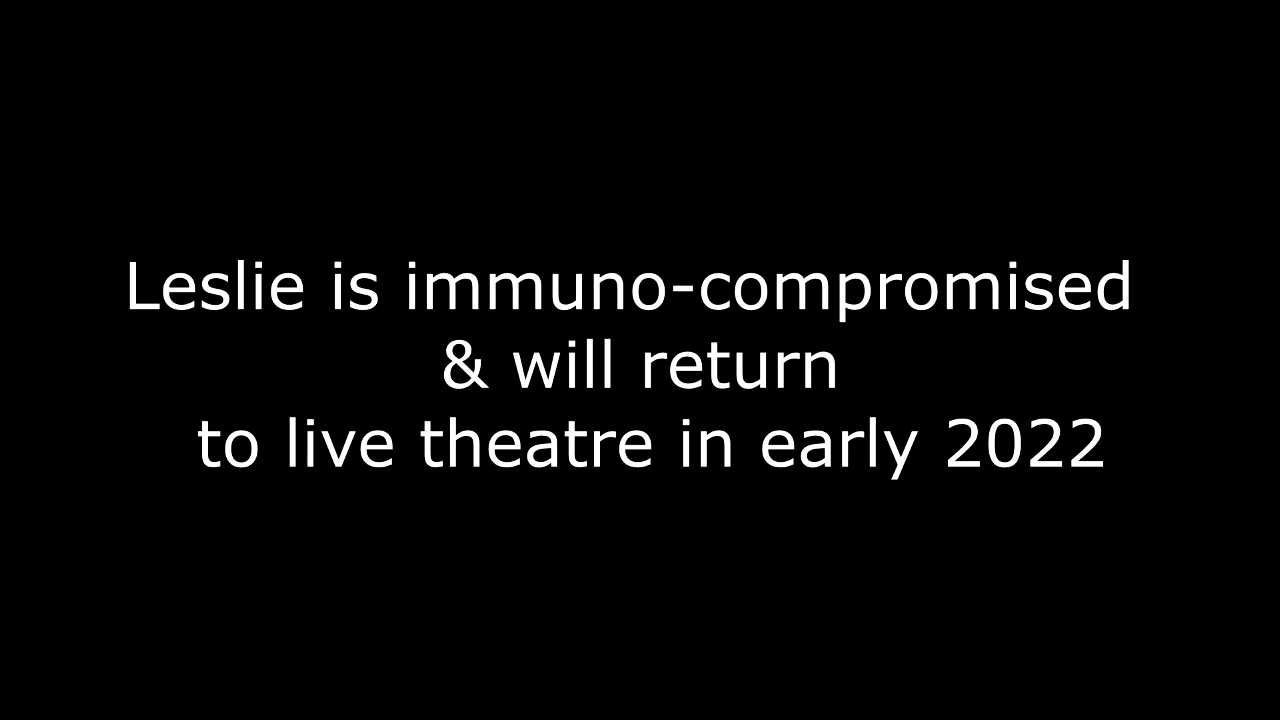 Leslie is immuno-compromised
& will return
to live theatre in early 2022